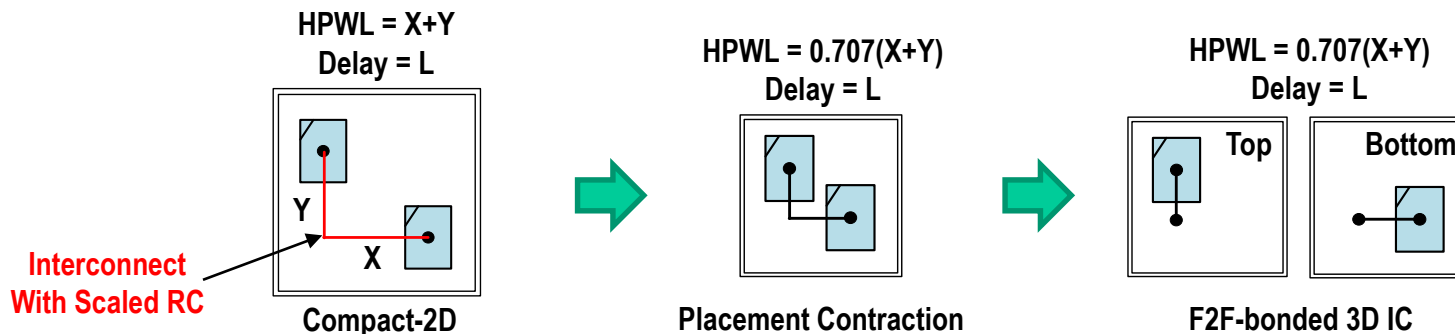 HPWL = X+Y
Delay = L
Y
X
Interconnect
With Scaled RC
Compact-2D
HPWL = 0.707(X+Y)
Delay = L
Placement Contraction
HPWL = 0.707(X+Y)
Delay = L
Top
Bottom
F2F-bonded 3D IC